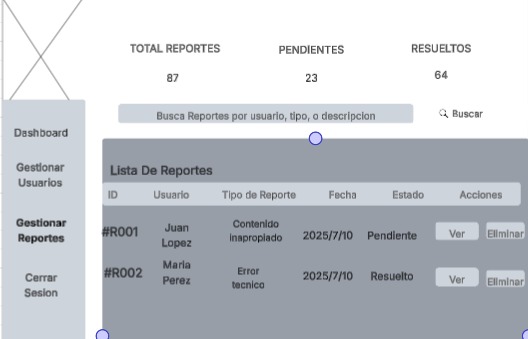 TOTAL REPORTES PENDIENTES RESUELTOS
87 23 64
Busca Reportes por usuario, tipo, o descripcion Buscar
Dashboard
Gestionar
Usuarios
Gestionar
Reportes
Cerrar
Sesion
Lista De Reportes
ID Usuario Tipo de Reporte Fecha Estado Acciones
#R001 Juan Lopez Contenido inapropiado 2025/7/10 Pendiente Ver Eliminar
#R002 Maria Perez Error tecnico 2025/7/10 Resuelto Ver Eliminar